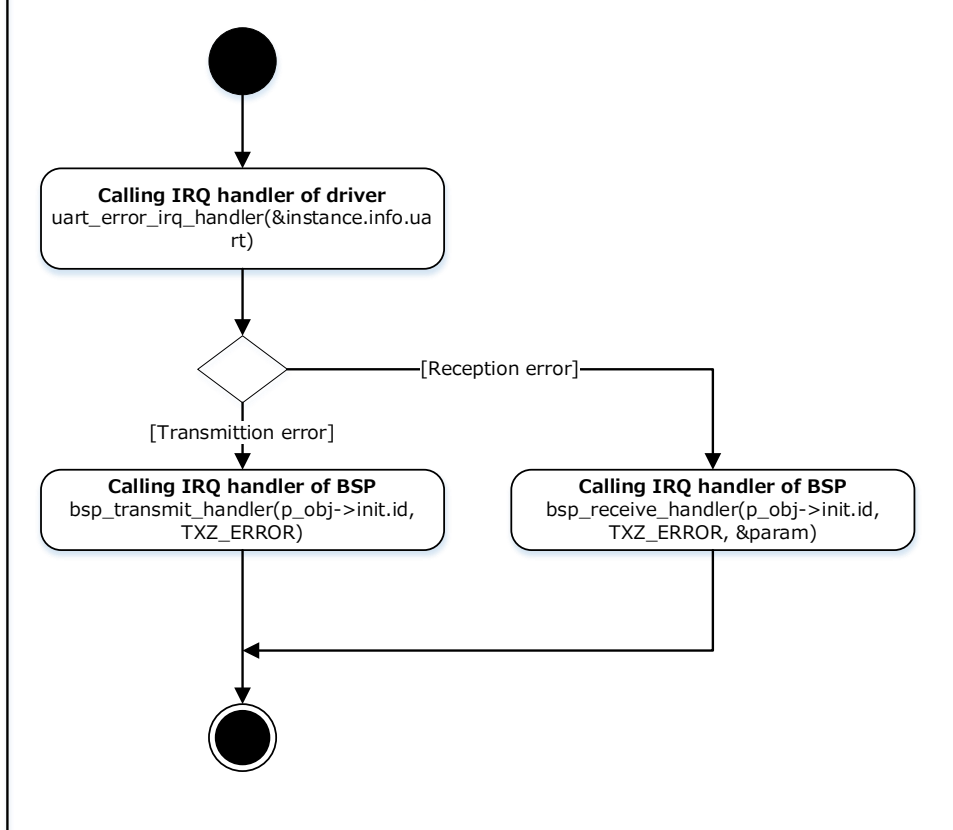 Calling IRQ handler of driver
uart_error_irq_handler(&instance.info.ua
rt)
[Reception error]
[Transmittion error]
Calling IRQ handler of BSP
bsp_transmit_handler(p_obj->init.id,
TXZ_ERROR)
Calling IRQ handler of BSP
bsp_receive_handler(p_obj->init.id,
TXZ_ERROR, &param)